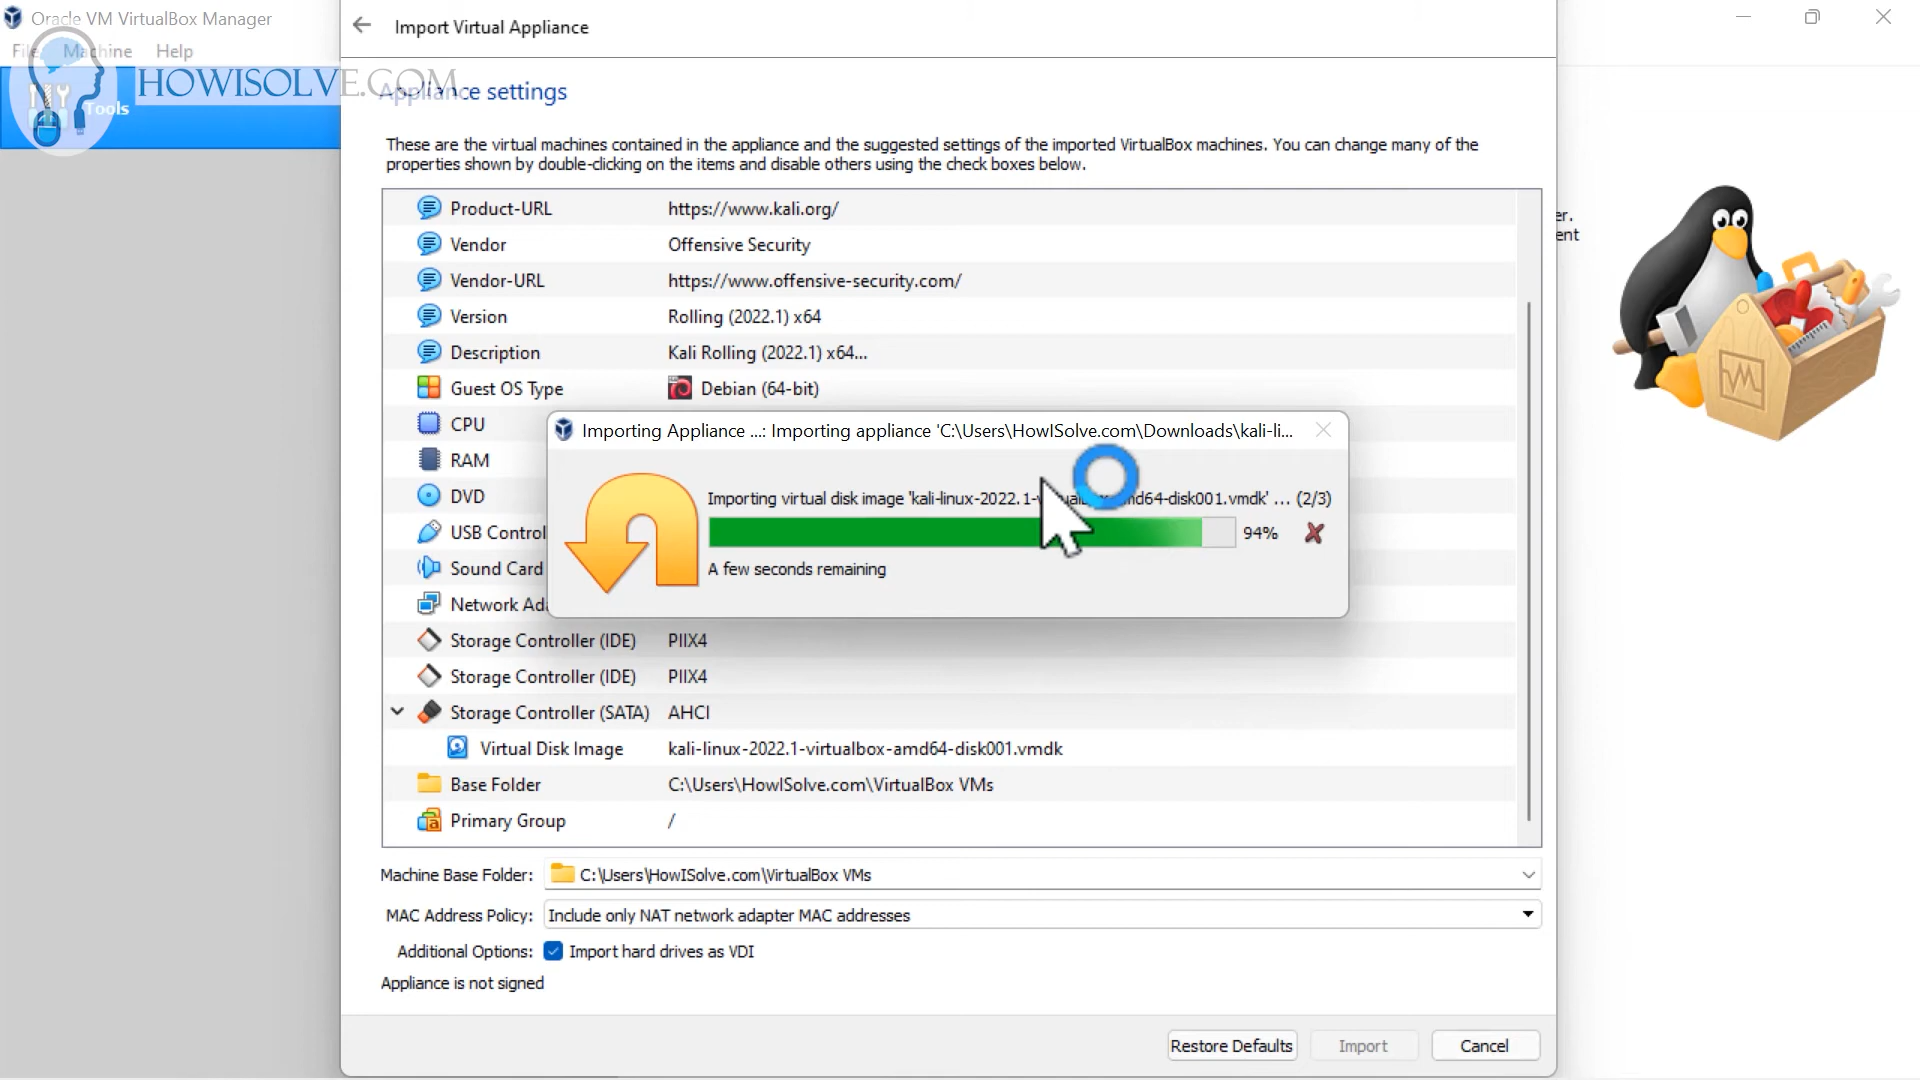 Oracle VM VirtualBox Manager
File Machine Help
HOWISOLVE.COM
Tools
Import Virtual Appliance
Appliance settings
These are the virtual machines contained in the appliance and the suggested settings of the imported VirtualBox machines. You can change many of the
properties shown by double-clicking on the items and disable others using the check boxes below.
er.
ent
Product-URL https://www.kali.org/
Vendor Offensive Security
Vendor-URL https://www.offensive-security.com/
Version Rolling (2022.1) x64
Description Kali Rolling (2022.1) x64...
Guest OS Type Debian (64-bit)
CPU
RAM
DVD
USB Control
Sound Card
Network Ada
Importing Appliance ...: Importing appliance 'C:\Users\HowISolve.com\Downloads\kali-li...
Importing virtual disk image 'kali-linux-2022.1-virtualbox-amd64-disk001.vmdk' ... (2/3)
94%
A few seconds remaining
Storage Controller (IDE) PIIX4
Storage Controller (IDE) PIIX4
Storage Controller (SATA) AHCI
Virtual Disk Image kali-linux-2022.1-virtualbox-amd64-disk001.vmdk
Base Folder C:\Users\HowISolve.com\VirtualBox VMs
Primary Group /
Machine Base Folder: C:\Users\HowISolve.com\VirtualBox VMs
MAC Address Policy: Include only NAT network adapter MAC addresses
Additional Options: Import hard drives as VDI
Appliance is not signed
Restore Defaults Import Cancel